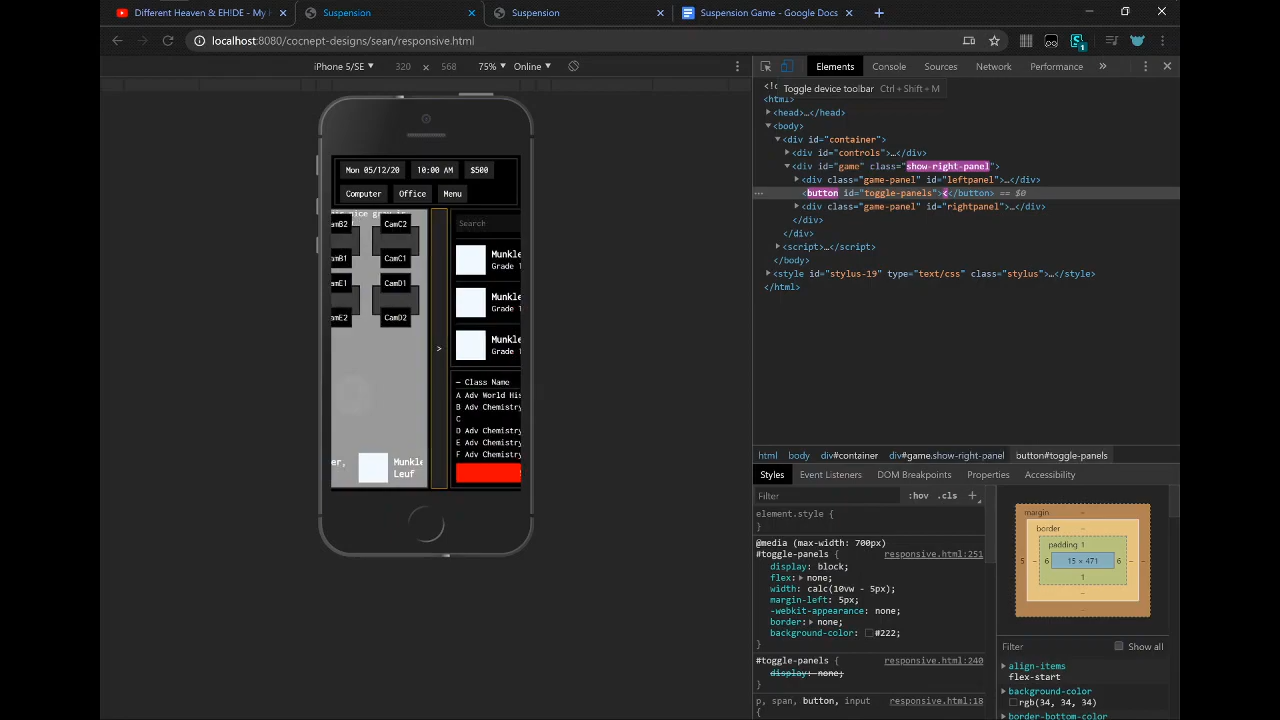 Different Heaven & EH!DE - My
Suspension
Suspension
Suspension Game - Google Docs
localhost:8080/cocnept-designs/sean/responsive.html
1
iPhone 5/SE ▼ 320 × 568 75% ▼ Online ▼
Elements Console Sources Network Performance »
Toggle device toolbar Ctrl + Shift + M
<html>
<head>…</head>
<body>
<div id="container">
<div id="controls">…</div>
<div id="game" class="show-right-panel">
<div class="game-panel" id="leftpanel">…</div>
<button id="toggle-panels"><</button> == $0
<div class="game-panel" id="rightpanel">…</div>
</div>
</div>
<script>…</script>
</body>
<style id="stylus-19" type="text/css" class="stylus">…</style>
</html>
Mon 05/12/20 10:00 AM $500
Computer Office Menu
CamB2 CamC2
CamB1 CamC1
CamE1 CamD1
CamE2 CamD2
>
er, Munkle
Leuf
Search
Munkle
Grade 1
Munkle
Grade 1
Munkle
Grade 1
— Class Name
A Adv World His
B Adv Chemistry
C
D Adv Chemistry
E Adv Chemistry
F Adv Chemistry
html body div#container div#game.show-right-panel button#toggle-panels
Styles Event Listeners DOM Breakpoints Properties Accessibility
Filter :hov .cls +
element.style {
}
@media (max-width: 700px)
#toggle-panels { responsive.html:251
display: block;
flex: none;
width: calc(10vw - 5px);
margin-left: 5px;
-webkit-appearance: none;
border: none;
background-color: #222;
}
#toggle-panels { responsive.html:240
display: none;
}
p, span, button, input responsive.html:18
{
margin –
border –
padding 1
5 – 6 15 × 471 6 – –
1
–
–
Filter Show all
align-items
flex-start
background-color
rgb(34, 34, 34)
border-bottom-color